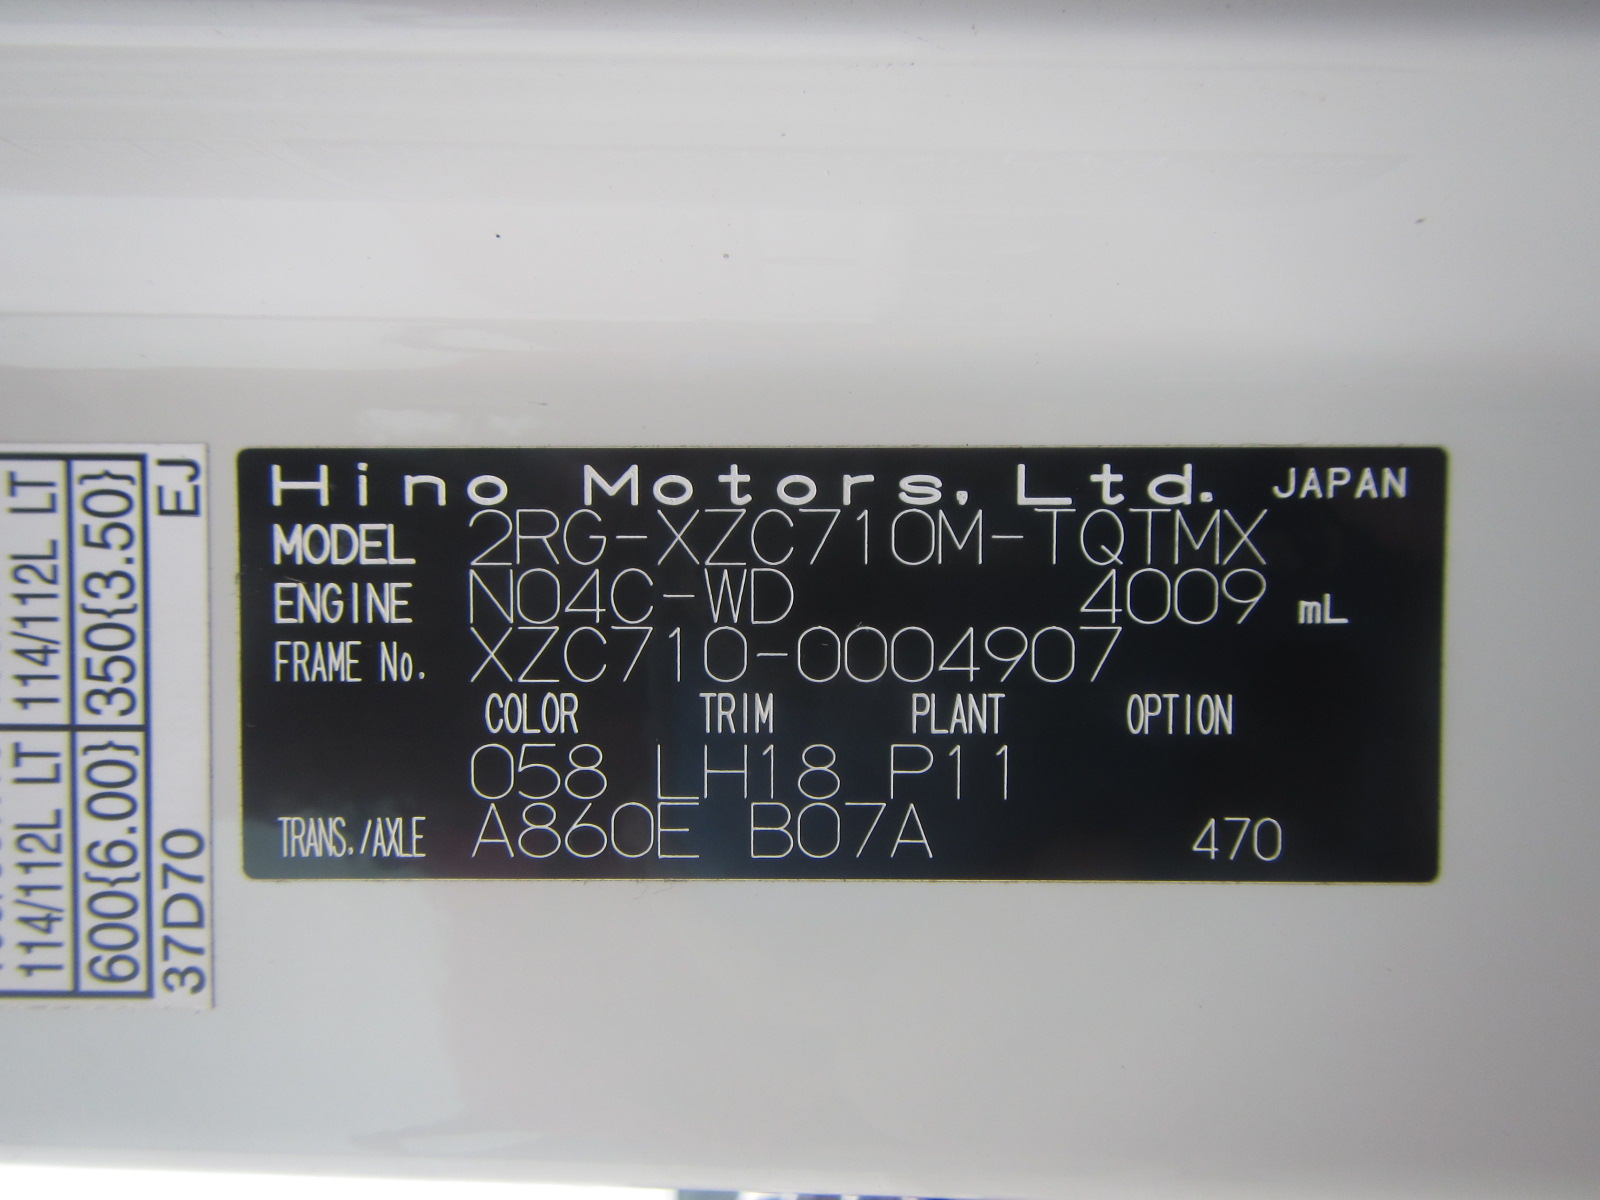 Hino Motors, Ltd. JAPAN
MODEL 2RG-XZC710M-TQTMX
ENGINE N04C-WD 4009 mL
FRAME No. XZC710-0004907
COLOR TRIM PLANT OPTION
058 LH18 P11
TRANS./AXLE A860E B07A 470
114/112L LT 114/112L LT
600{6.00} 350{3.50}
37D70 EJ